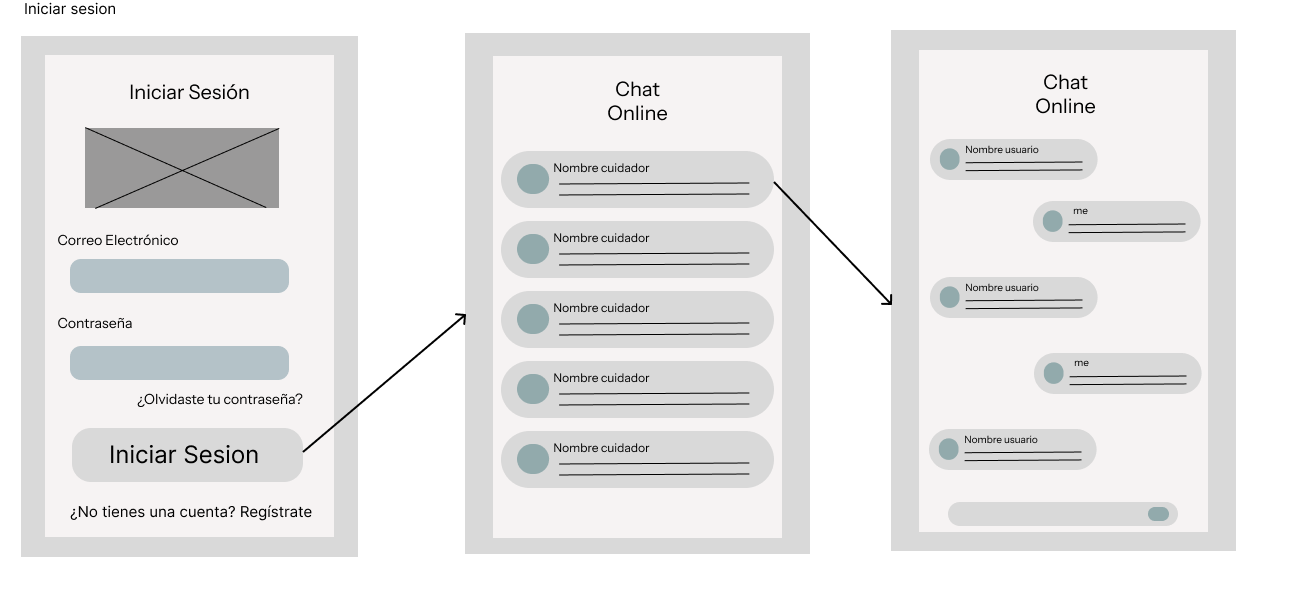 Iniciar sesion
Iniciar Sesión
Correo Electrónico
Contraseña
¿Olvidaste tu contraseña?
Iniciar Sesion
¿No tienes una cuenta? Regístrate
Chat
Online
Nombre cuidador
Nombre cuidador
Nombre cuidador
Nombre cuidador
Nombre cuidador
Chat
Online
Nombre usuario
me
Nombre usuario
me
Nombre usuario